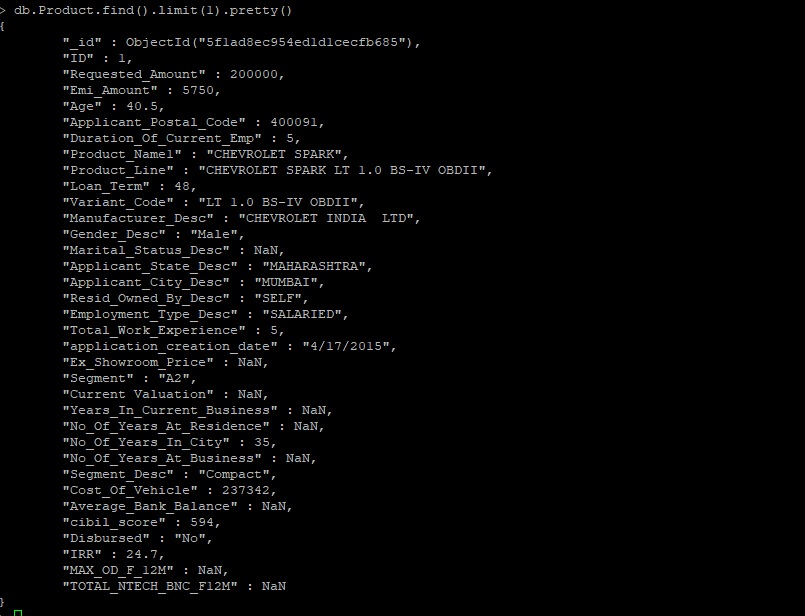 > db.Product.find().limit(1).pretty()
{
"_id" : ObjectId("5f1ad8ec954ed1d1cecfb685"),
"ID" : 1,
"Requested_Amount" : 200000,
"Emi_Amount" : 5750,
"Age" : 40.5,
"Applicant_Postal_Code" : 400091,
"Duration_Of_Current_Emp" : 5,
"Product_Name1" : "CHEVROLET SPARK",
"Product_Line" : "CHEVROLET SPARK LT 1.0 BS-IV OBDII",
"Loan_Term" : 48,
"Variant_Code" : "LT 1.0 BS-IV OBDII",
"Manufacturer_Desc" : "CHEVROLET INDIA  LTD",
"Gender_Desc" : "Male",
"Marital_Status_Desc" : NaN,
"Applicant_State_Desc" : "MAHARASHTRA",
"Applicant_City_Desc" : "MUMBAI",
"Resid_Owned_By_Desc" : "SELF",
"Employment_Type_Desc" : "SALARIED",
"Total_Work_Experience" : 5,
"application_creation_date" : "4/17/2015",
"Ex_Showroom_Price" : NaN,
"Segment" : "A2",
"Current Valuation" : NaN,
"Years_In_Current_Business" : NaN,
"No_Of_Years_At_Residence" : NaN,
"No_Of_Years_In_City" : 35,
"No_Of_Years_At_Business" : NaN,
"Segment_Desc" : "Compact",
"Cost_Of_Vehicle" : 237342,
"Average_Bank_Balance" : NaN,
"cibil_score" : 594,
"Disbursed" : "No",
"IRR" : 24.7,
"MAX_OD_F_12M" : NaN,
"TOTAL_NTECH_BNC_F12M" : NaN
}